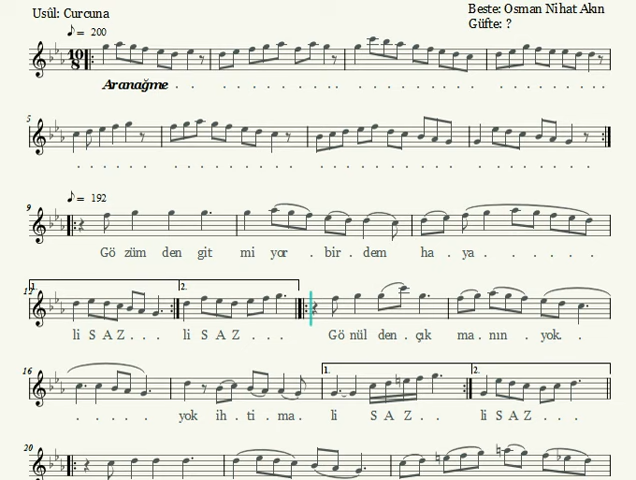 Usûl: Curcuna
Beste: Osman Nihat Akın
Güfte: ?
♪ = 200
10
8
Aranağme . . . . . . . . . . . . . . . . . . . . . . . . . . . . .
5
. . . . . . . . . . . . . . . . . . . . . . . . . . . . . . .
♪ = 192
9
Gö züm den git mi yor . bir . dem ha . ya . . . . . .
1. 2.
li S A Z . . li S A Z . . . Gö nül den . çık ma . nın . yok . .
16
1. 2.
. . . . . yok ih . ti . ma . li S A Z . . li S A Z . . .
20